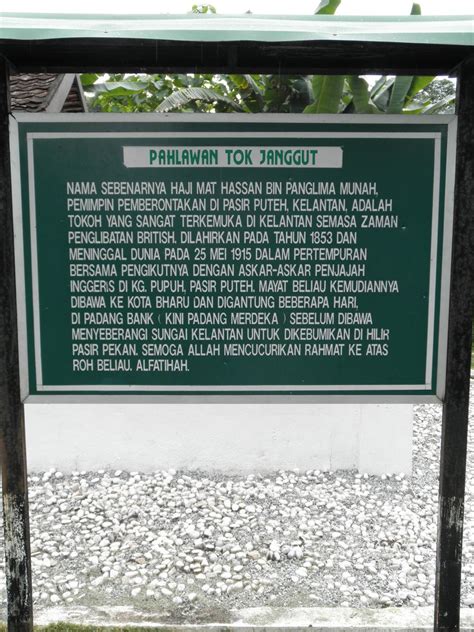 PAHLAWAN TOK JANGGUT
NAMA SEBENARNYA HAJI MAT HASSAN BIN PANGLIMA MUNAH,
PEMIMPIN PEMBERONTAKAN DI PASIR PUTEH, KELANTAN, ADALAH
TOKOH YANG SANGAT TERKEMUKA DI KELANTAN SEMASA ZAMAN
PENGLIBATAN BRITISH. DILAHIRKAN PADA TAHUN 1853 DAN
MENINGGAL DUNIA PADA 25 MEI 1915 DALAM PERTEMPURAN
BERSAMA PENGIKUTNYA DENGAN ASKAR-ASKAR PENJAJAH
INGGERIS DI KG. PUPUH, PASIR PUTEH. MAYAT BELIAU KEMUDIANNYA
DIBAWA KE KOTA BHARU DAN DIGANTUNG BEBERAPA HARI,
DI PADANG BANK ( KINI PADANG MERDEKA ) SEBELUM DIBAWA
MENYEBERANGI SUNGAI KELANTAN UNTUK DIKEBUMIKAN DI HILIR
PASIR PEKAN. SEMOGA ALLAH MENCUCURIKAN RAHMAT KE ATAS
ROH BELIAU. ALFATIHAH.